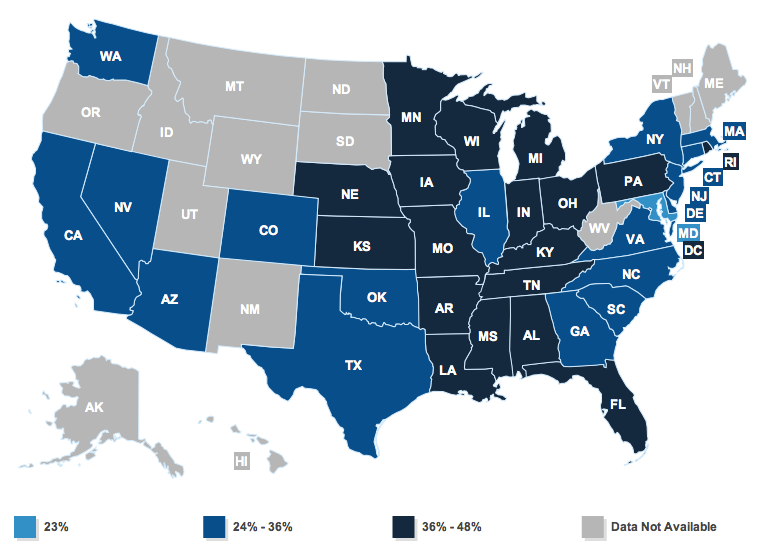 WA
MT
ND
MN
VT
NH
ME
OR
ID
WY
SD
WI
MI
NY
MA
RI
CT
NJ
DE
MD
DC
NV
UT
CO
NE
IA
IL
IN
OH
PA
WV
VA
CA
AZ
NM
KS
MO
KY
TN
NC
SC
OK
AR
TX
LA
MS
AL
GA
FL
AK
HI
23%
24% - 36%
36% - 48%
Data Not Available